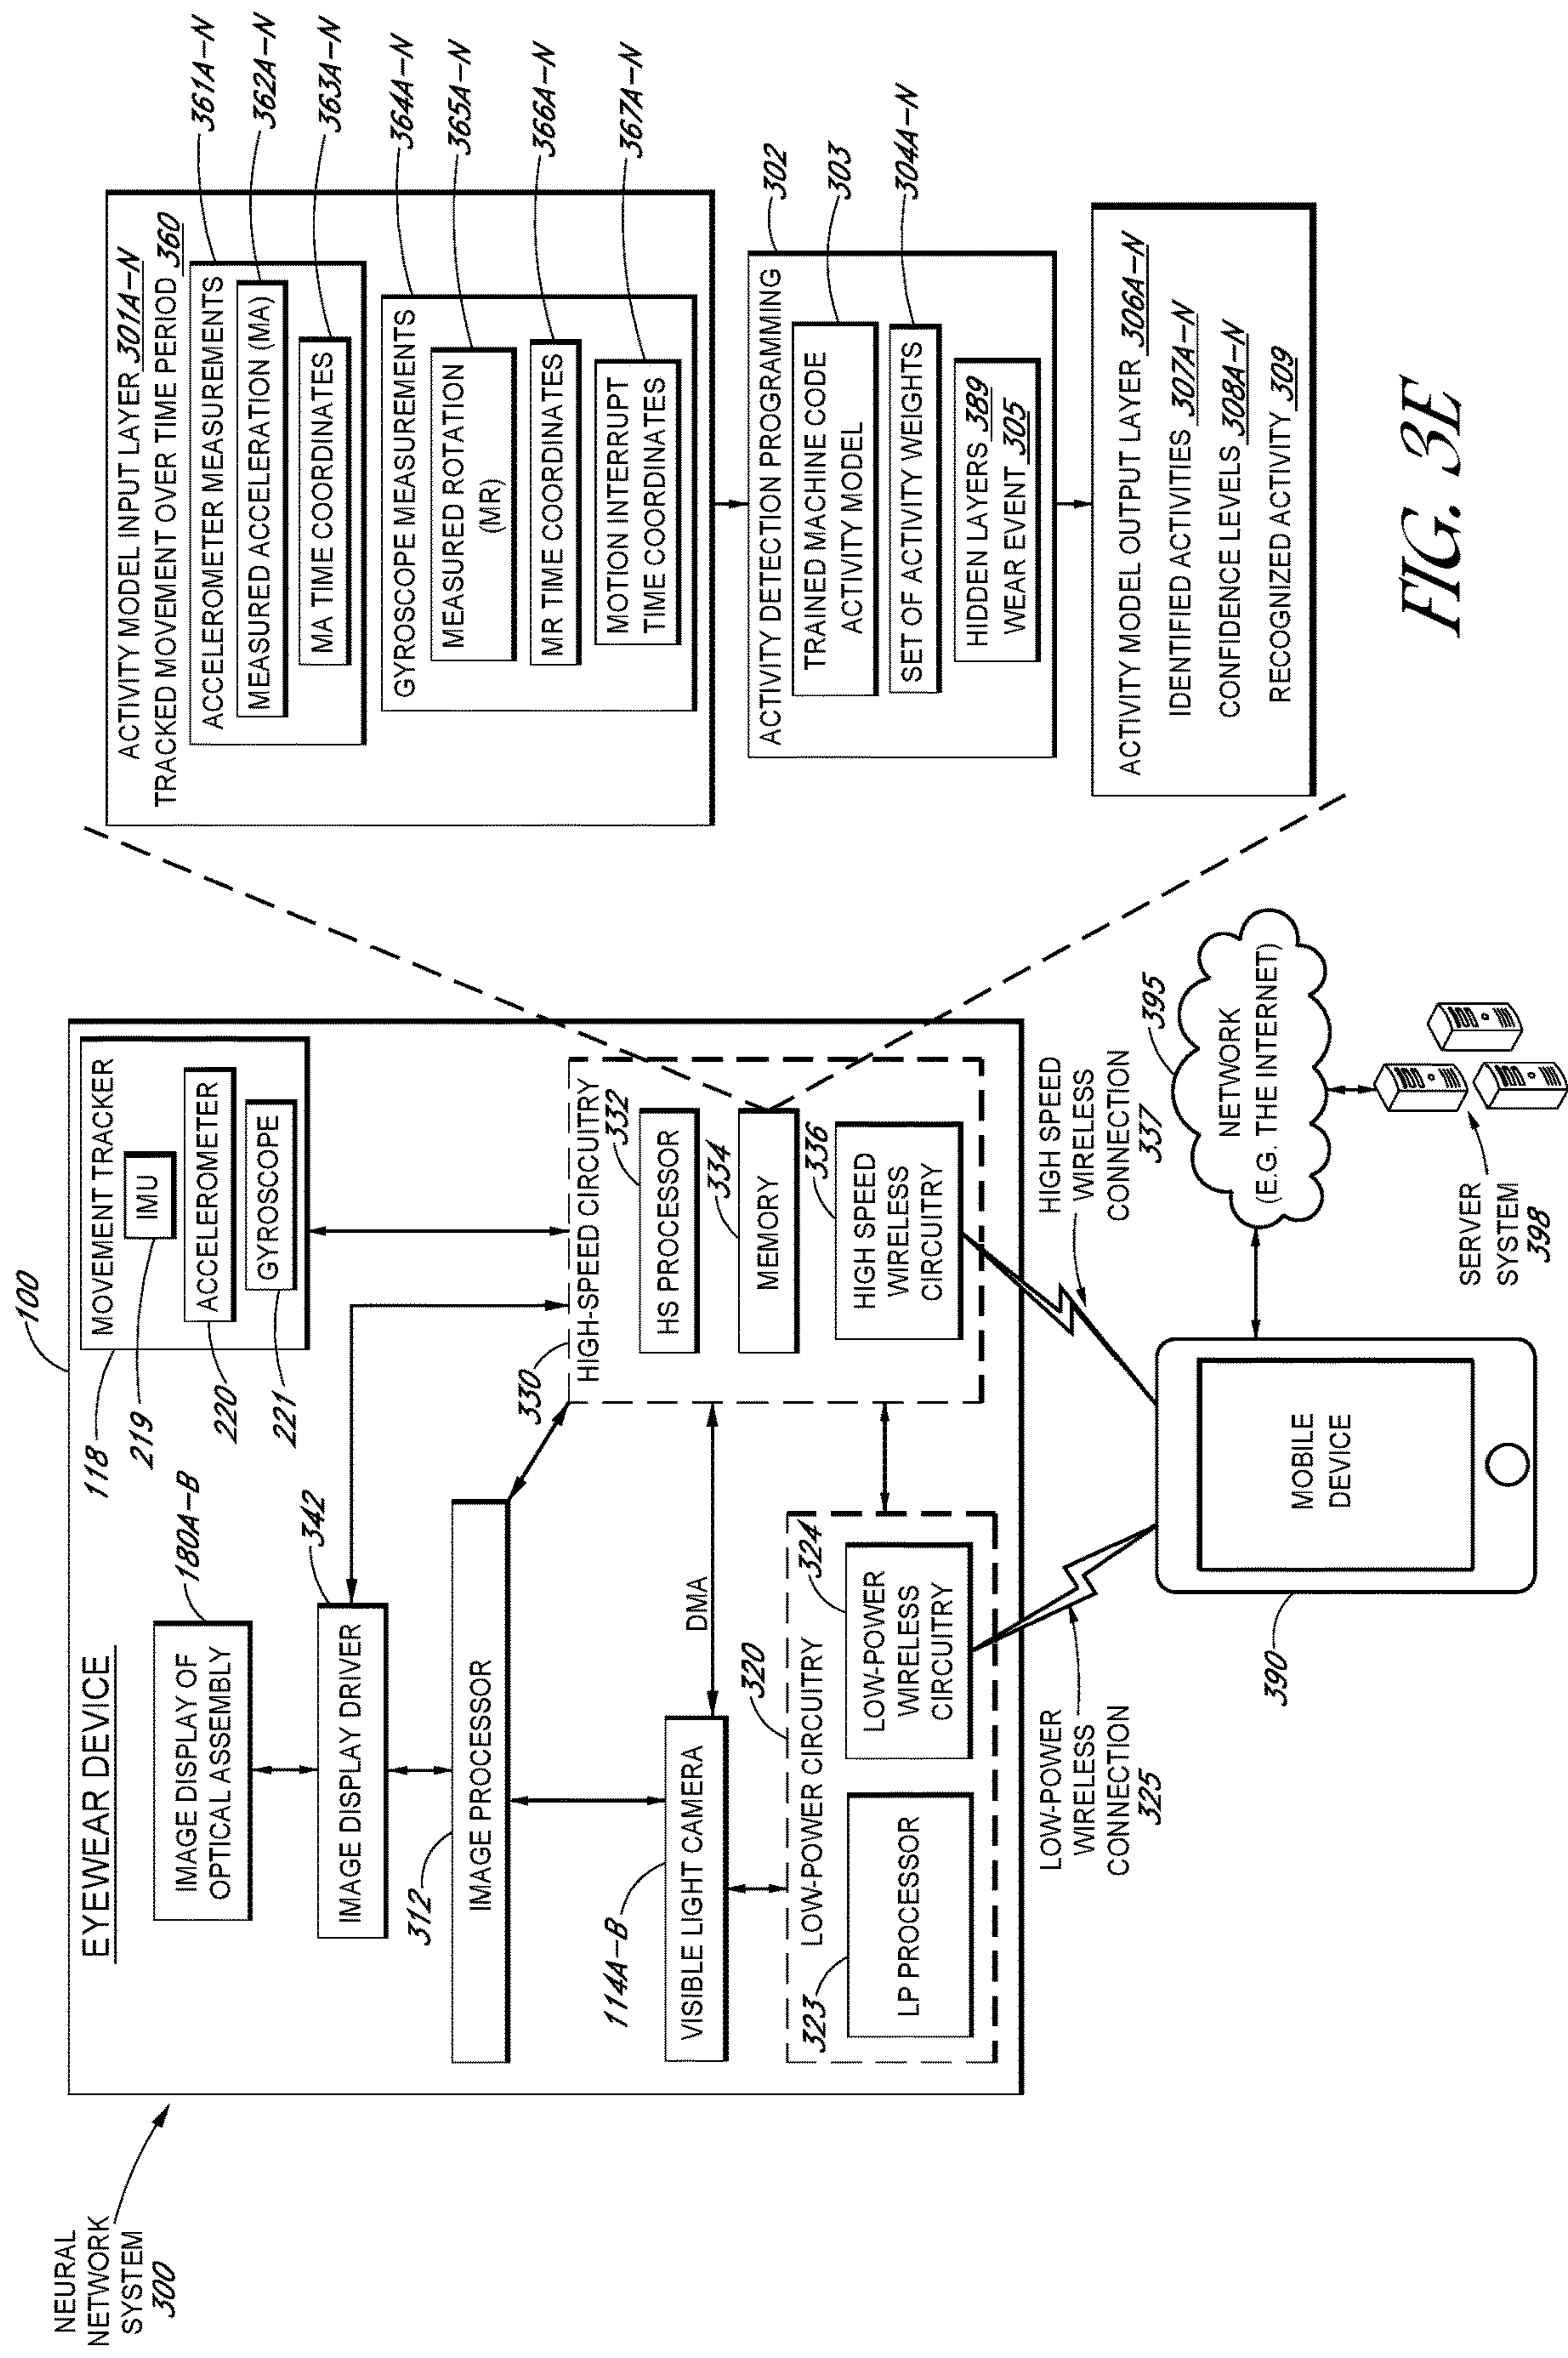 NEURAL
NETWORK
SYSTEM
300
100
EYEWEAR DEVICE
IMAGE DISPLAY OF
OPTICAL ASSEMBLY
180A-B
IMAGE DISPLAY DRIVER
342
IMAGE PROCESSOR
312
VISIBLE LIGHT CAMERA
114A-B
DMA
MOVEMENT TRACKER
118
IMU
219
ACCELEROMETER
220
GYROSCOPE
221
HIGH-SPEED CIRCUITRY
330
HS PROCESSOR
332
MEMORY
334
HIGH SPEED
WIRELESS
CIRCUITRY
336
LOW-POWER CIRCUITRY
320
LP PROCESSOR
323
LOW-POWER
WIRELESS
CIRCUITRY
324
LOW-POWER
WIRELESS
CONNECTION
325
HIGH SPEED
WIRELESS
CONNECTION
337
MOBILE
DEVICE
390
NETWORK
(E.G. THE INTERNET)
395
SERVER
SYSTEM
398
ACTIVITY MODEL INPUT LAYER 301A-N
TRACKED MOVEMENT OVER TIME PERIOD 360
ACCELEROMETER MEASUREMENTS
361A-N
MEASURED ACCELERATION (MA)
362A-N
MA TIME COORDINATES
363A-N
GYROSCOPE MEASUREMENTS
364A-N
MEASURED ROTATION
(MR)
365A-N
MR TIME COORDINATES
366A-N
MOTION INTERRUPT
TIME COORDINATES
367A-N
ACTIVITY DETECTION PROGRAMMING
302
TRAINED MACHINE CODE
ACTIVITY MODEL
303
SET OF ACTIVITY WEIGHTS
304A-N
HIDDEN LAYERS 389
WEAR EVENT 305
ACTIVITY MODEL OUTPUT LAYER 306A-N
IDENTIFIED ACTIVITIES 307A-N
CONFIDENCE LEVELS 308A-N
RECOGNIZED ACTIVITY 309
FIG. 3E